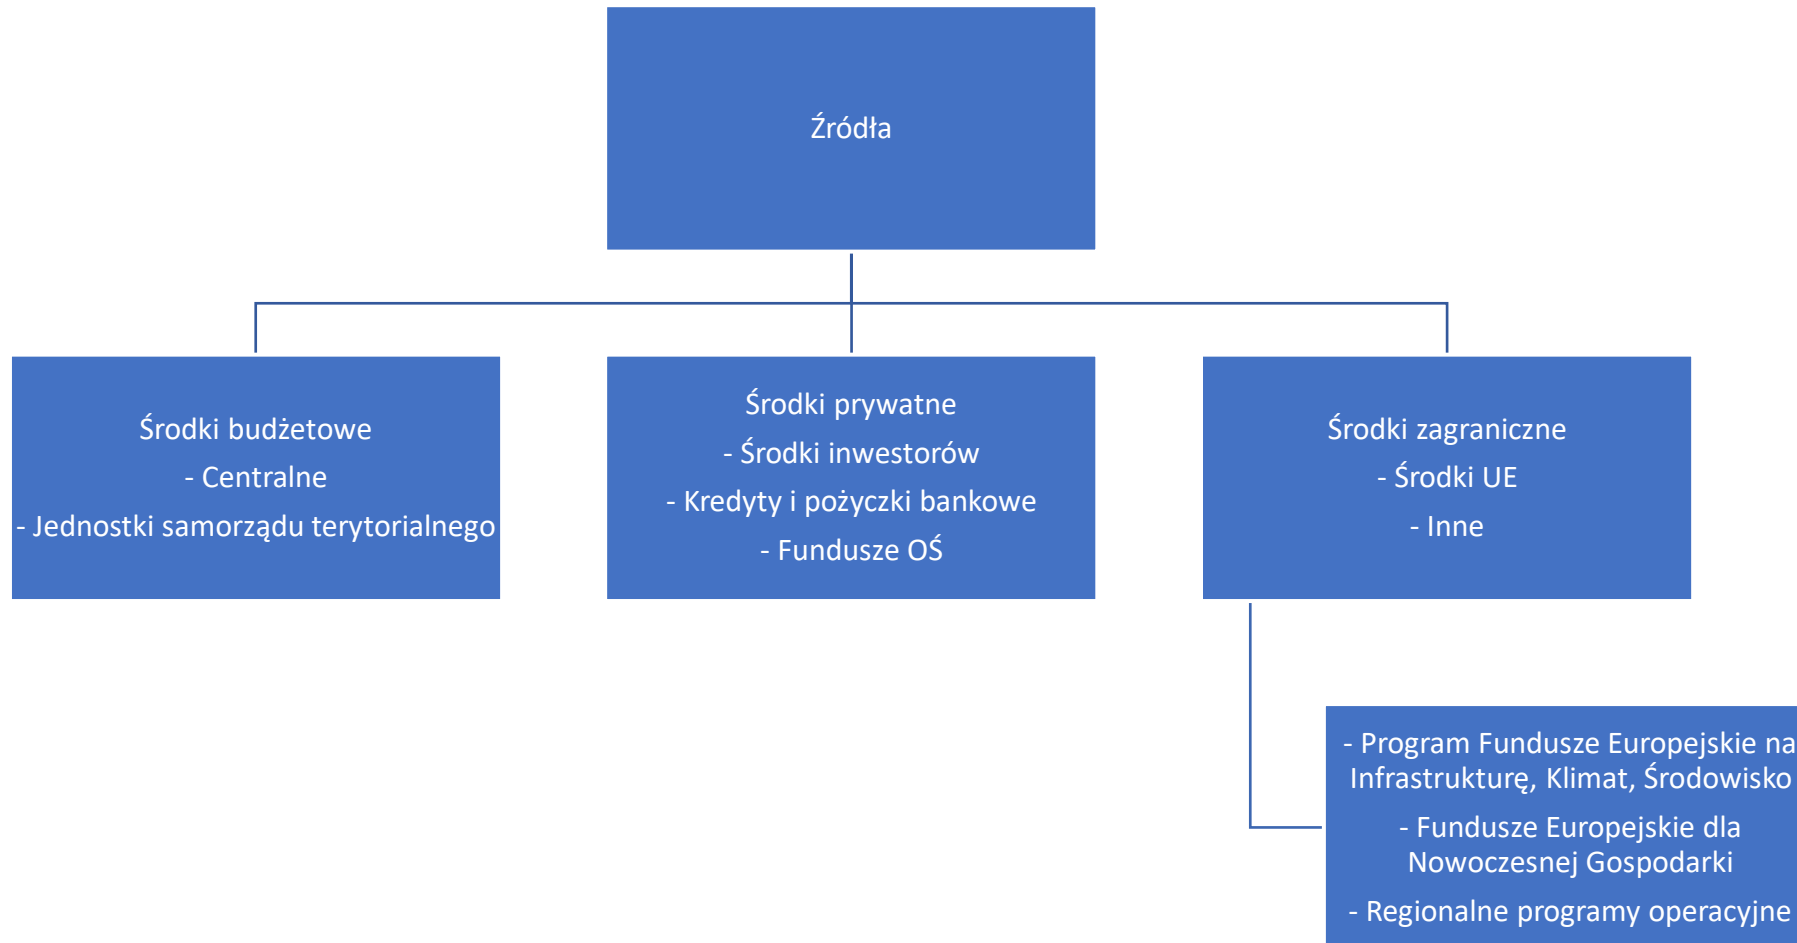 Źródła
Środki budżetowe
- Centralne
- Jednostki samorządu terytorialnego
Środki prywatne
- Środki inwestorów
- Kredyty i pożyczki bankowe
- Fundusze OŚ
Środki zagraniczne
- Środki UE
- Inne
- Program Fundusze Europejskie na
Infrastrukturę, Klimat, Środowisko
- Fundusze Europejskie dla
Nowoczesnej Gospodarki
- Regionalne programy operacyjne